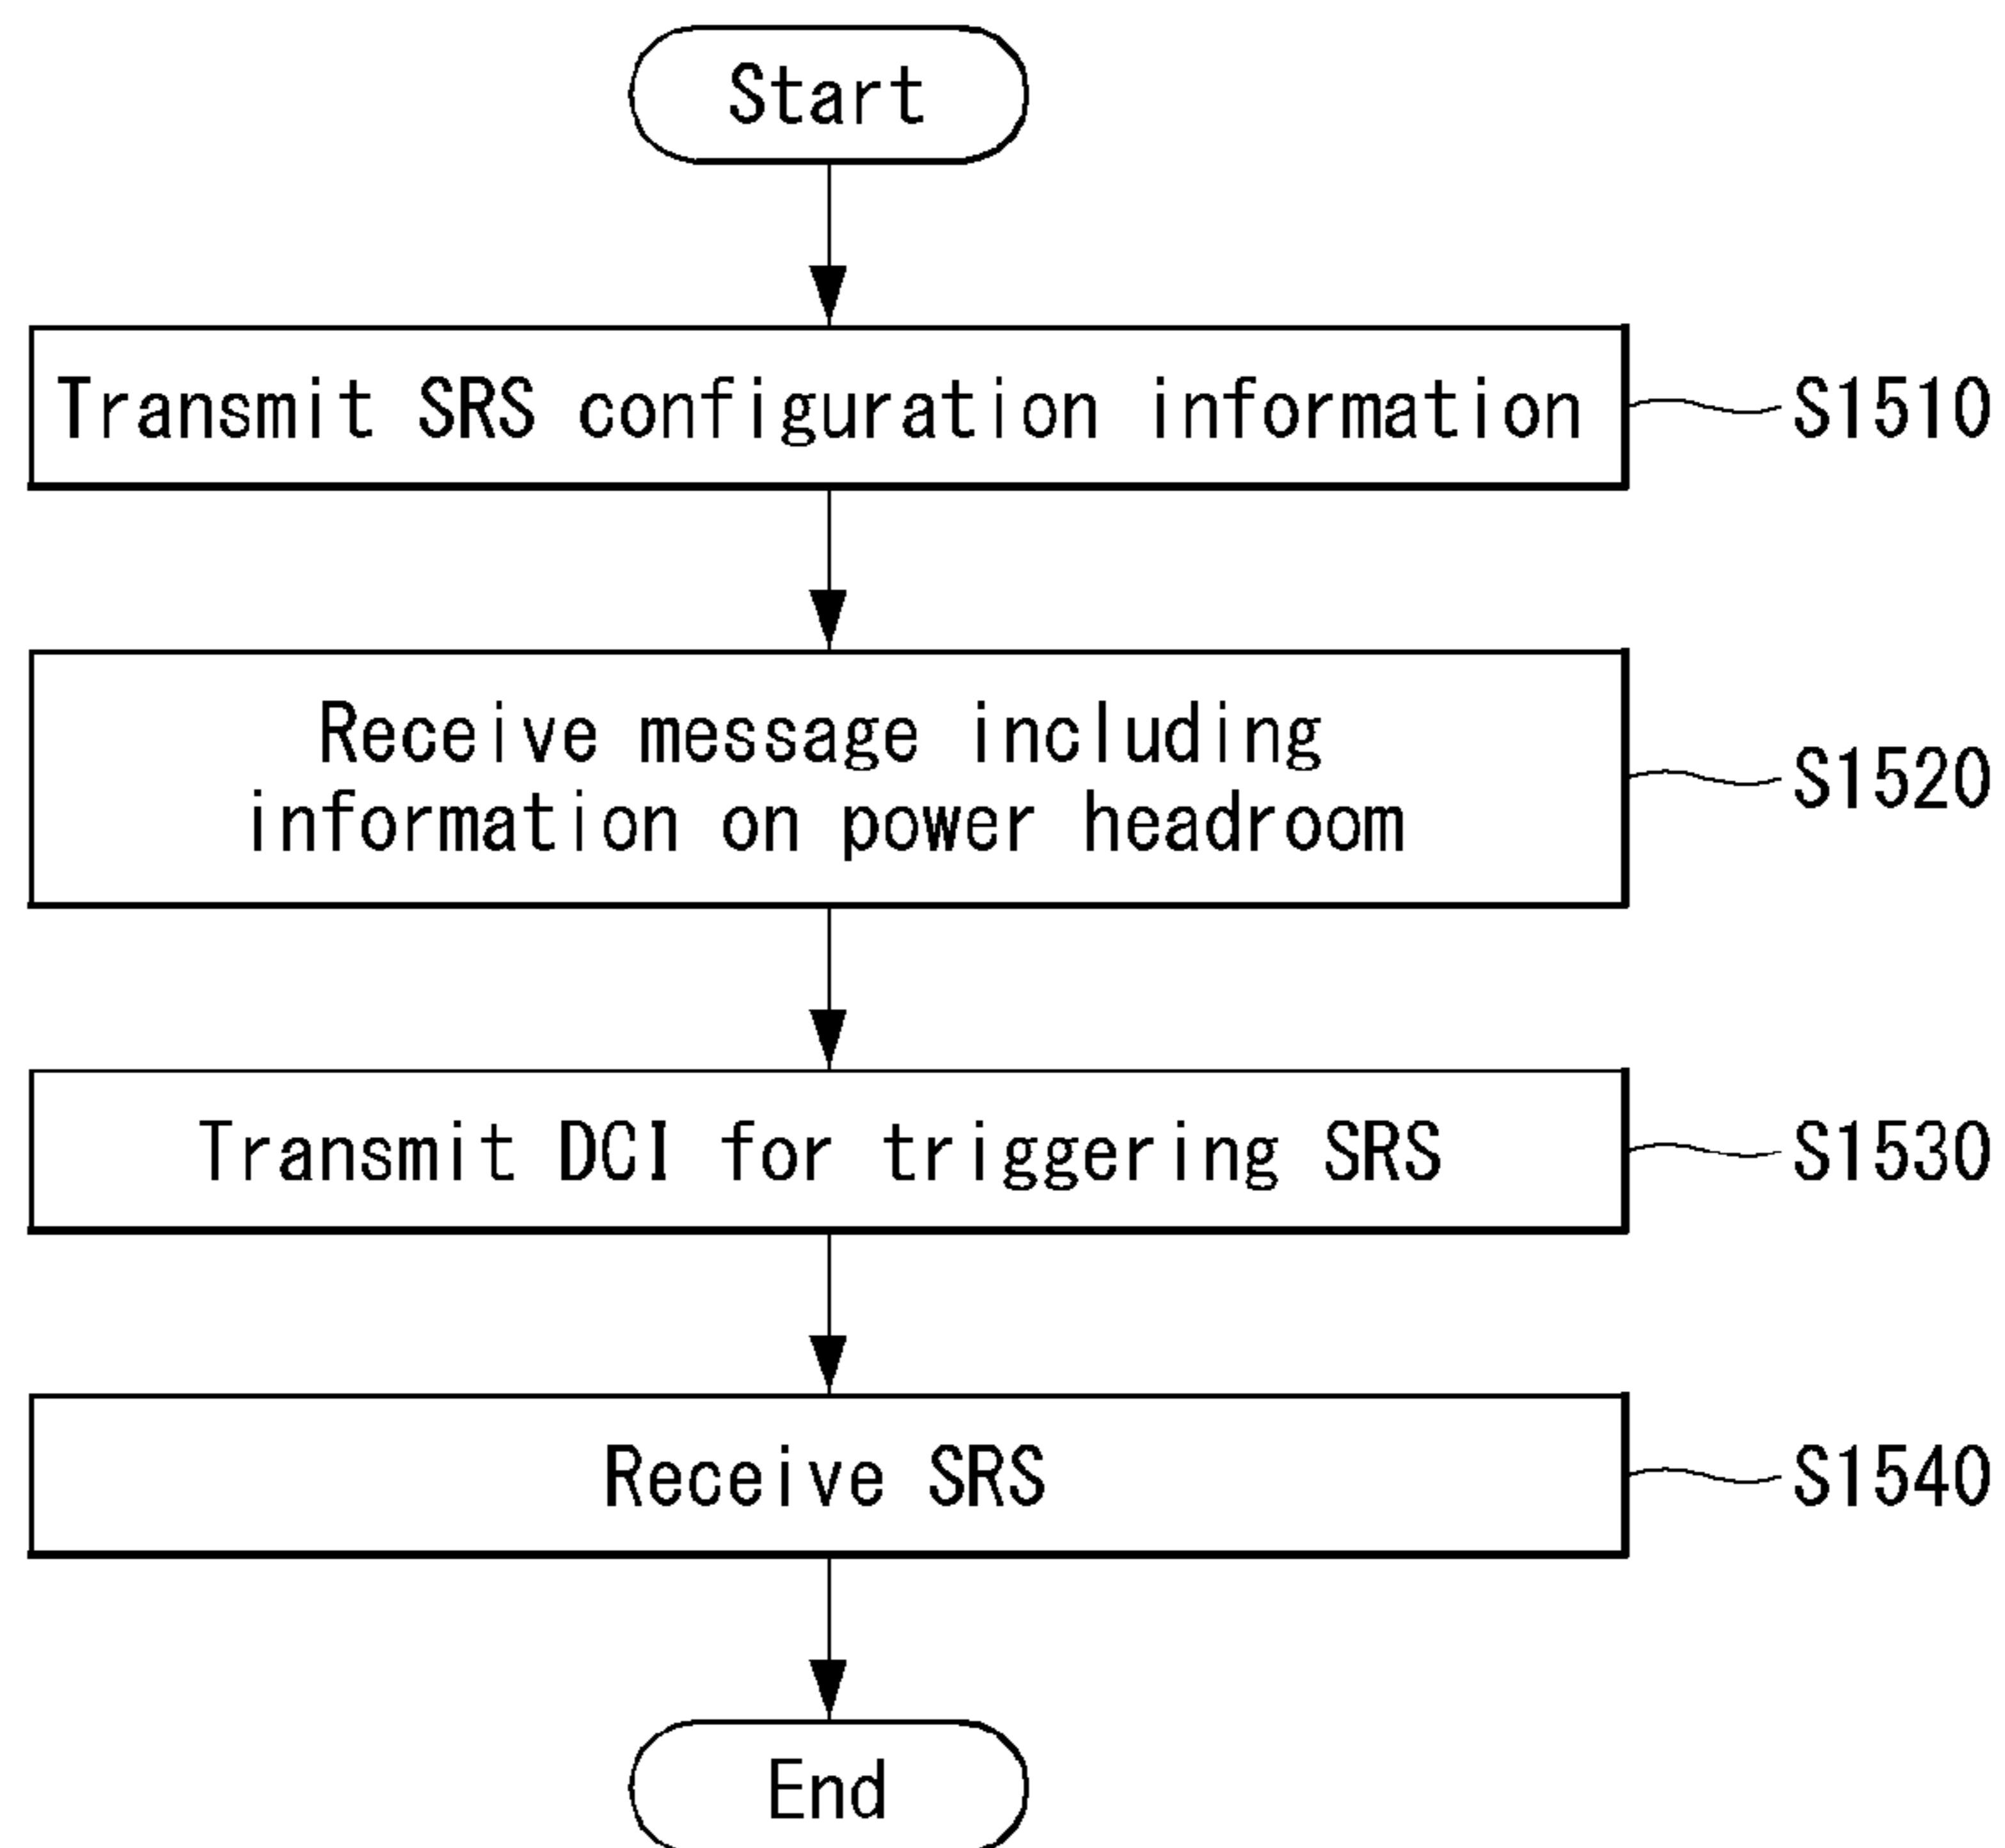 Start
Transmit SRS configuration information
S1510
Receive message including
information on power headroom
S1520
Transmit DCI for triggering SRS
S1530
Receive SRS
S1540
End